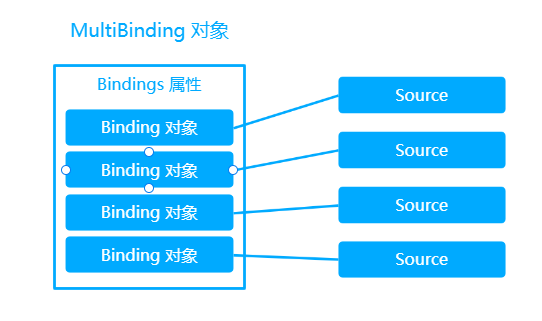 MultiBinding 对象
Bindings 属性
Binding 对象
Source
Binding 对象
Source
Binding 对象
Source
Binding 对象
Source